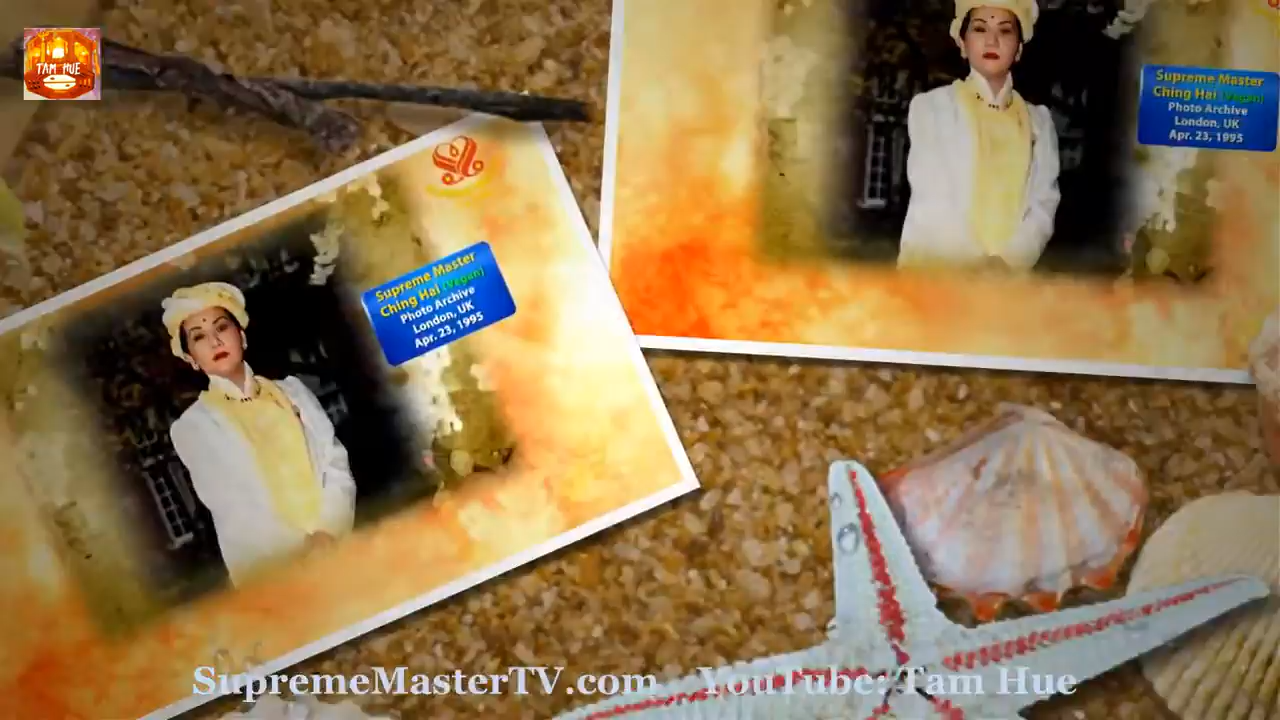 TAM HUE
Supreme Master
Ching Hai (Vegan)
Photo Archive
London, UK
Apr. 23, 1995
Supreme Master
Ching Hai (Vegan)
Photo Archive
London, UK
Apr. 23, 1995
SupremeMasterTV.com YouTube: Tam Hue